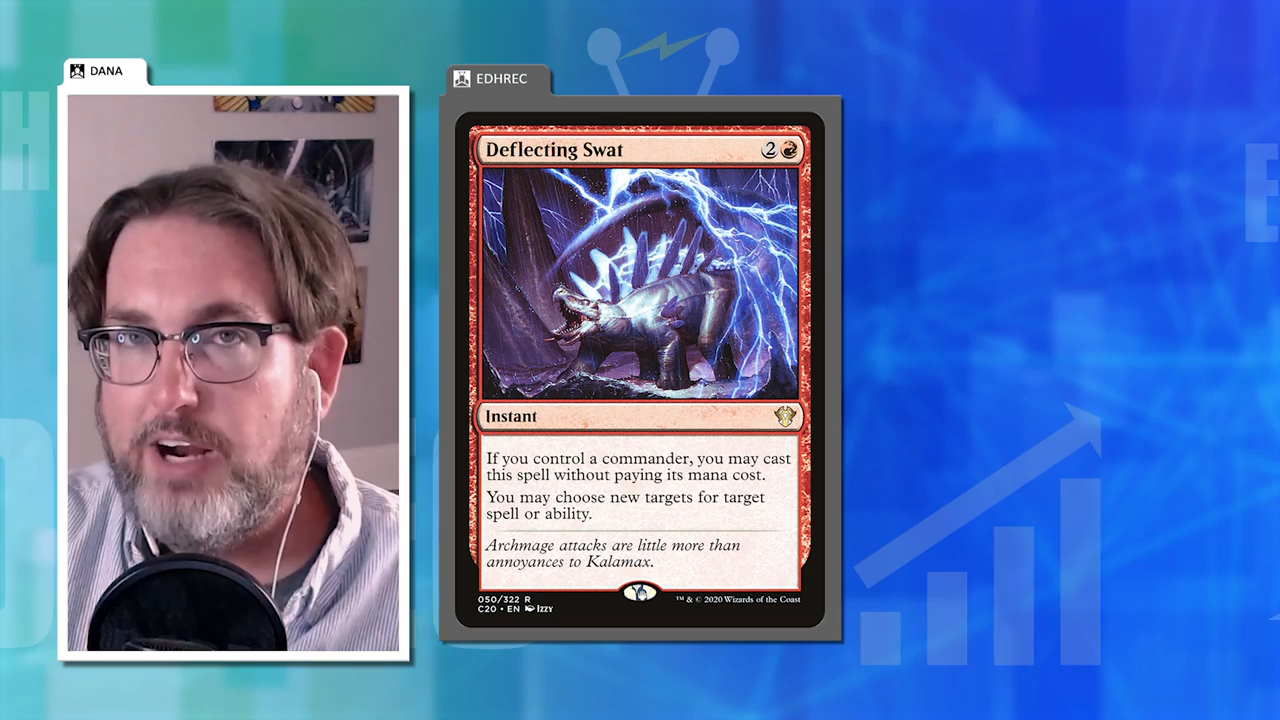 DANA
EDHREC
Deflecting Swat
2
Instant
If you control a commander, you may cast
this spell without paying its mana cost.
You may choose new targets for target
spell or ability.
Archmage attacks are little more than
annoyances to Kalamax.
050/322 R
C20 • EN Izzy
™ & © 2020 Wizards of the Coast